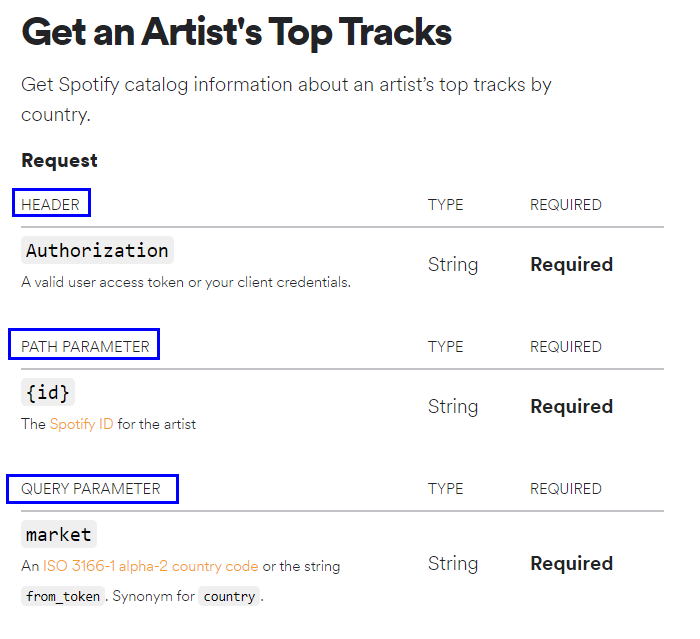 Get an Artist's Top Tracks
Get Spotify catalog information about an artist’s top tracks by
country.
Request
HEADER TYPE REQUIRED
Authorization
A valid user access token or your client credentials.
String Required
PATH PARAMETER TYPE REQUIRED
{id}
The Spotify ID for the artist
String Required
QUERY PARAMETER TYPE REQUIRED
market
An ISO 3166-1 alpha-2 country code or the string
from_token. Synonym for country.
String Required